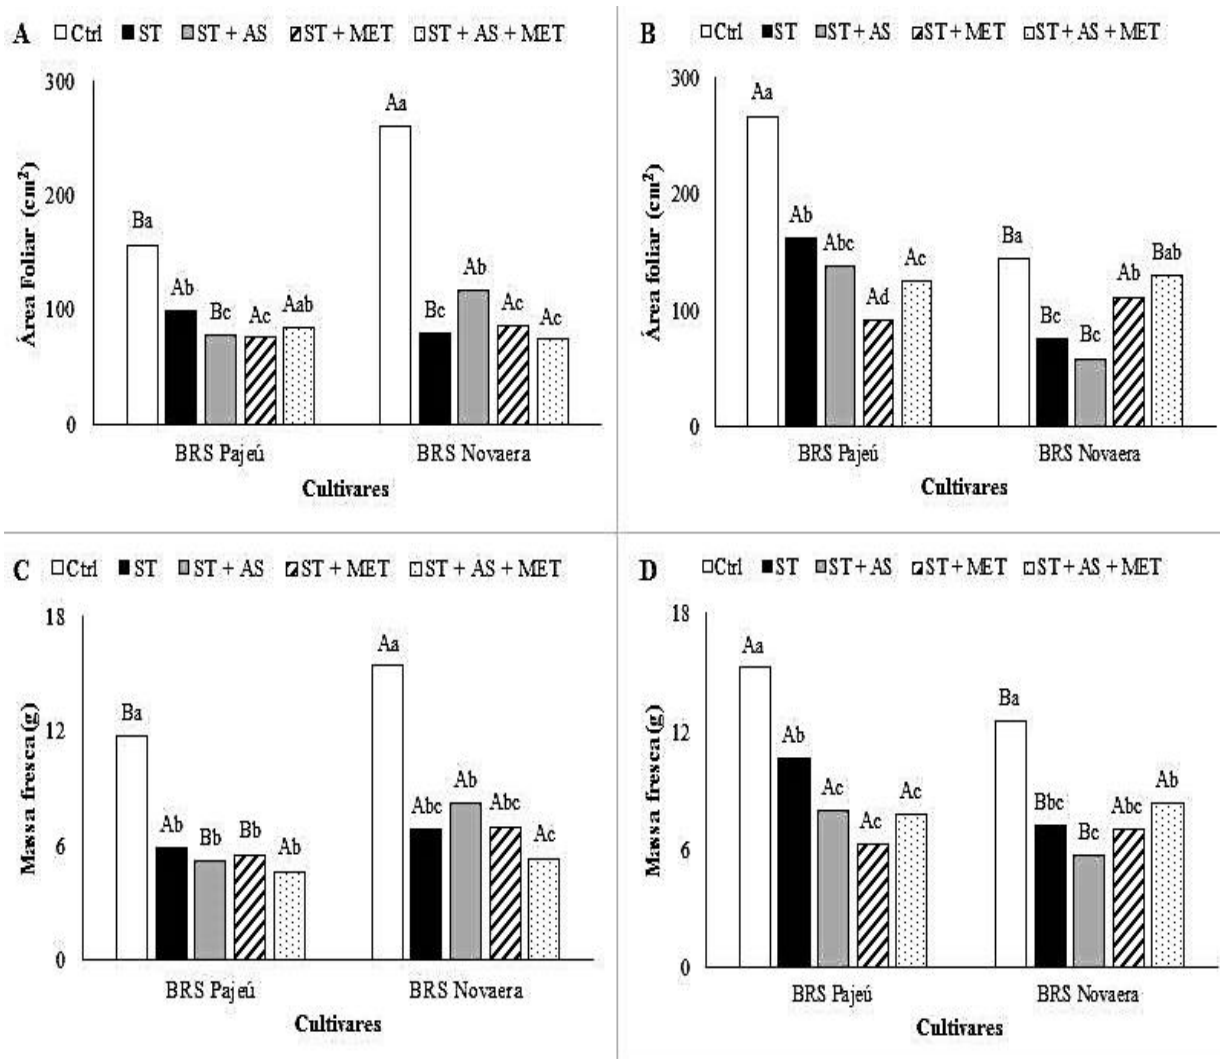 A Ctrl ST ST + AS ST + MET ST + AS + MET
300
200
100
0
Área Foliar (cm²)
Ba
Ab
Bc
Ac
Aab
Aa
Bc
Ab
Ac
Ac
BRS Pajeú BRS Novaera
Cultivares
B Ctrl ST ST + AS ST + MET ST + AS + MET
300
200
100
0
Área foliar (cm²)
Aa
Ab
Abc
Ad
Ac
Ba
Bc
Bc
Ab
Bab
BRS Pajeú BRS Novaera
Cultivares
C Ctrl ST ST + AS ST + MET ST + AS + MET
18
12
6
0
Massa fresca (g)
Ba
Ab
Bb
Bb
Ab
Aa
Abc
Ab
Abc
Ac
BRS Pajeú BRS Novaera
Cultivares
D Ctrl ST ST + AS ST + MET ST + AS + MET
18
12
6
0
Massa fresca (g)
Aa
Ab
Ac
Ac
Ac
Ba
Bbc
Bc
Abc
Ab
BRS Pajeú BRS Novaera
Cultivares